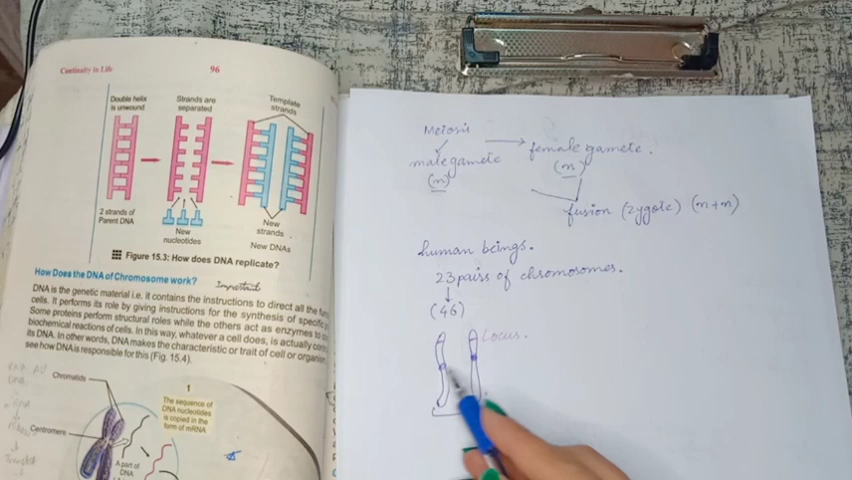 Continuity in Life
96
Double helix
is unwound
Strands are
separated
Template
strands
2 strands of
Parent DNA
New
nucleotides
New
strands
New DNAs
Figure 15.3: How does DNA replicate?
How Does the DNA of Chromosome work?
Important
DNA is the genetic material i.e. it contains the instructions to direct all the
cells. It performs its role by giving instructions for the synthesis of specific
Some proteins perform structural roles while the others act as enzymes to
biochemical reactions of cells. In this way, whatever a cell does, is actually
its DNA. In other words, DNA makes the characteristic or trait of cell or
see how DNA is responsible for this (Fig. 15.4).
Chromatids
Centromere
1
The sequence of
DNA nucleotides
is copied in the
form of mRNA
A part of
DNA
Meiosis
male gamete
(n)
female gamete.
(n)
fusion (zygote) (n+n)
human beings.
23 pairs of chromosomes.
(46)
Locus.